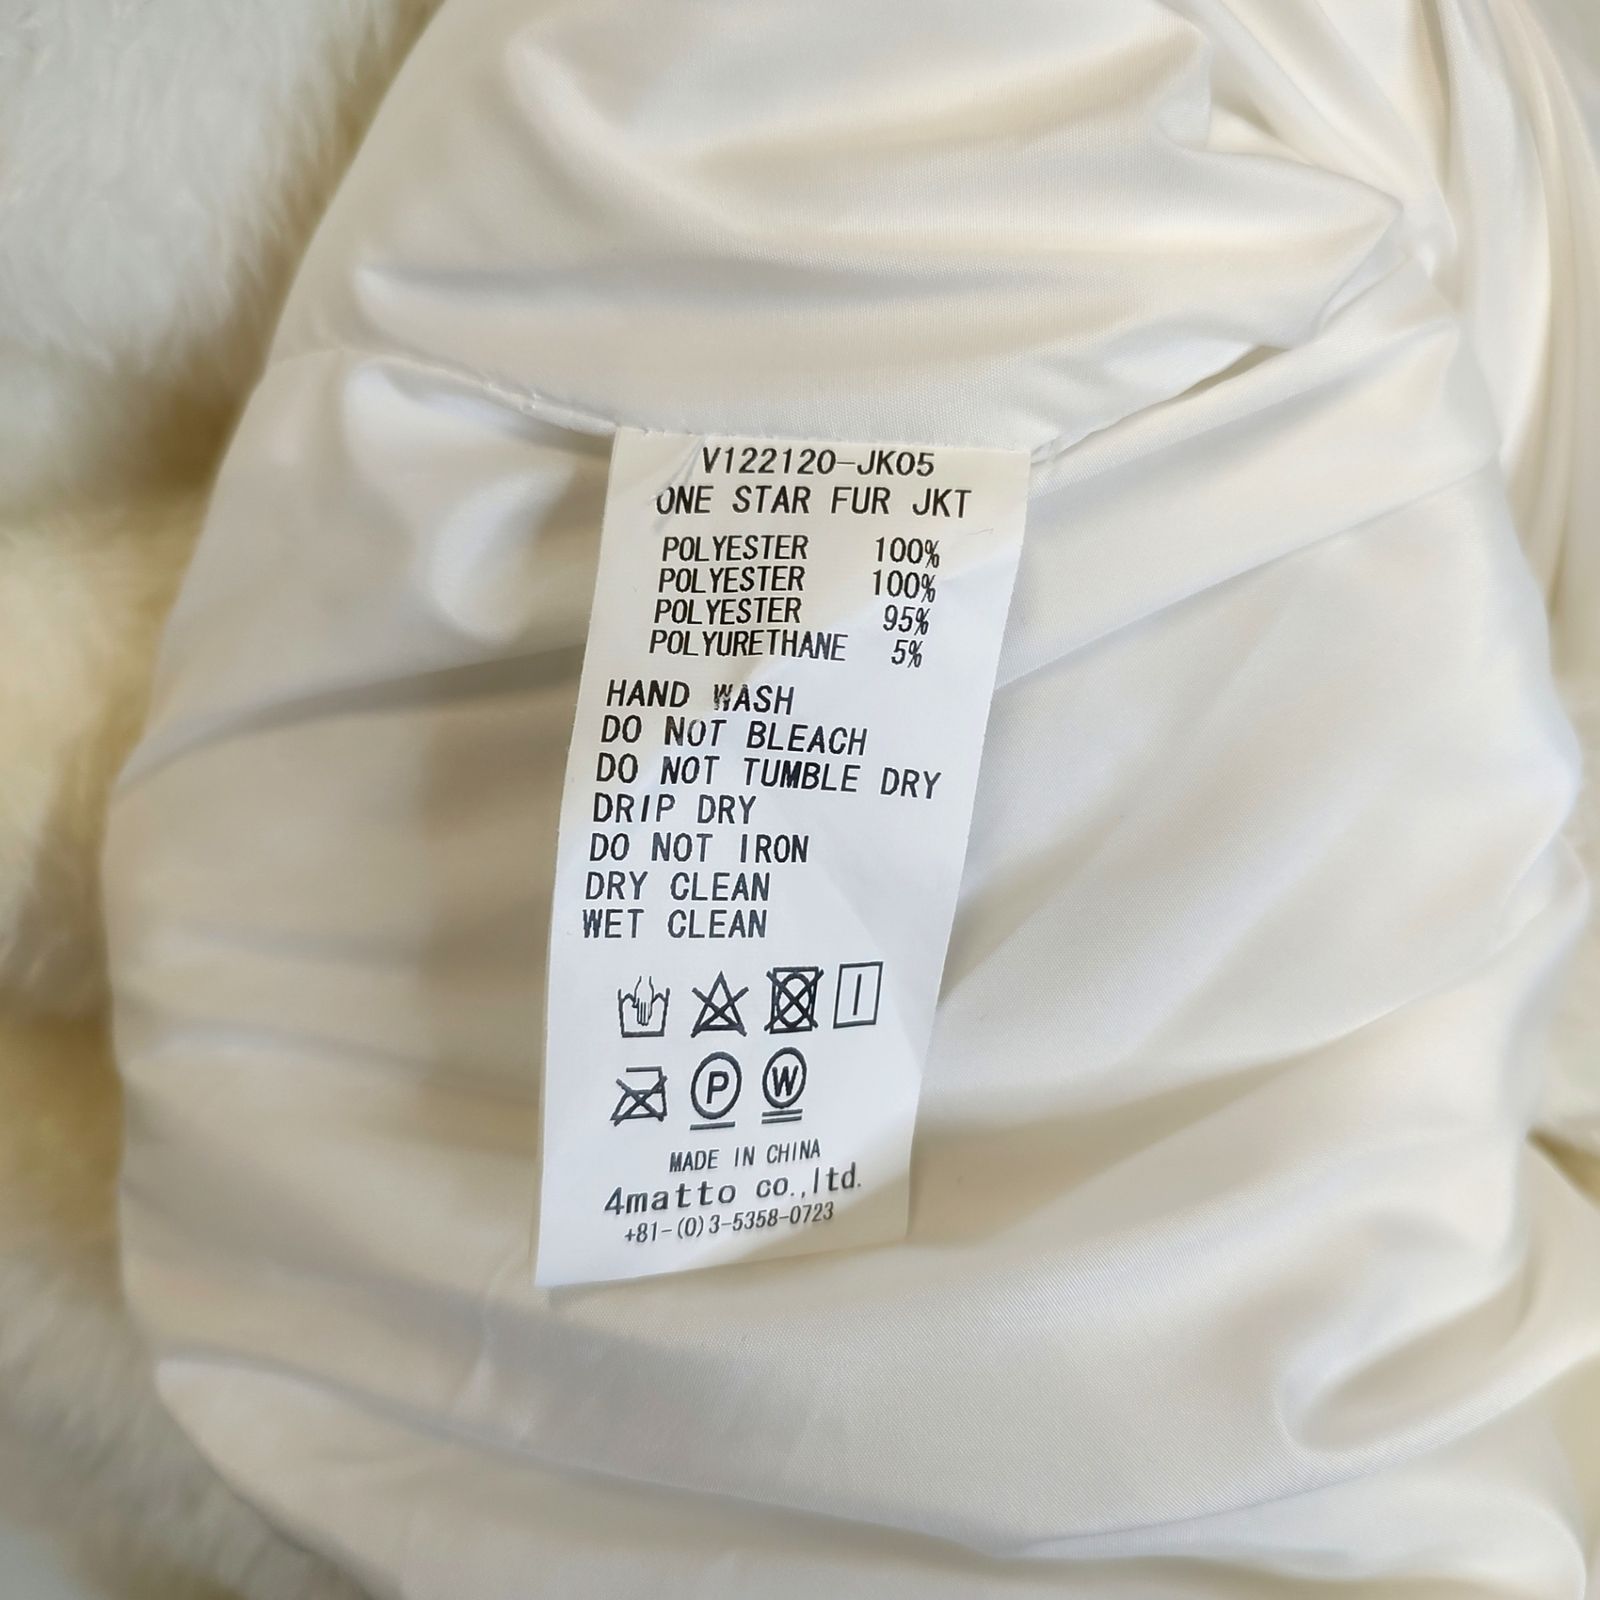 V122120-JK05
ONE STAR FUR JKT
POLYESTER 100%
POLYESTER 100%
POLYESTER 95%
POLYURETHANE 5%
HAND WASH
DO NOT BLEACH
DO NOT TUMBLE DRY
DRIP DRY
DO NOT IRON
DRY CLEAN
WET CLEAN
P W
MADE IN CHINA
4matto co.,ltd.
+81-(0)3-5358-0723